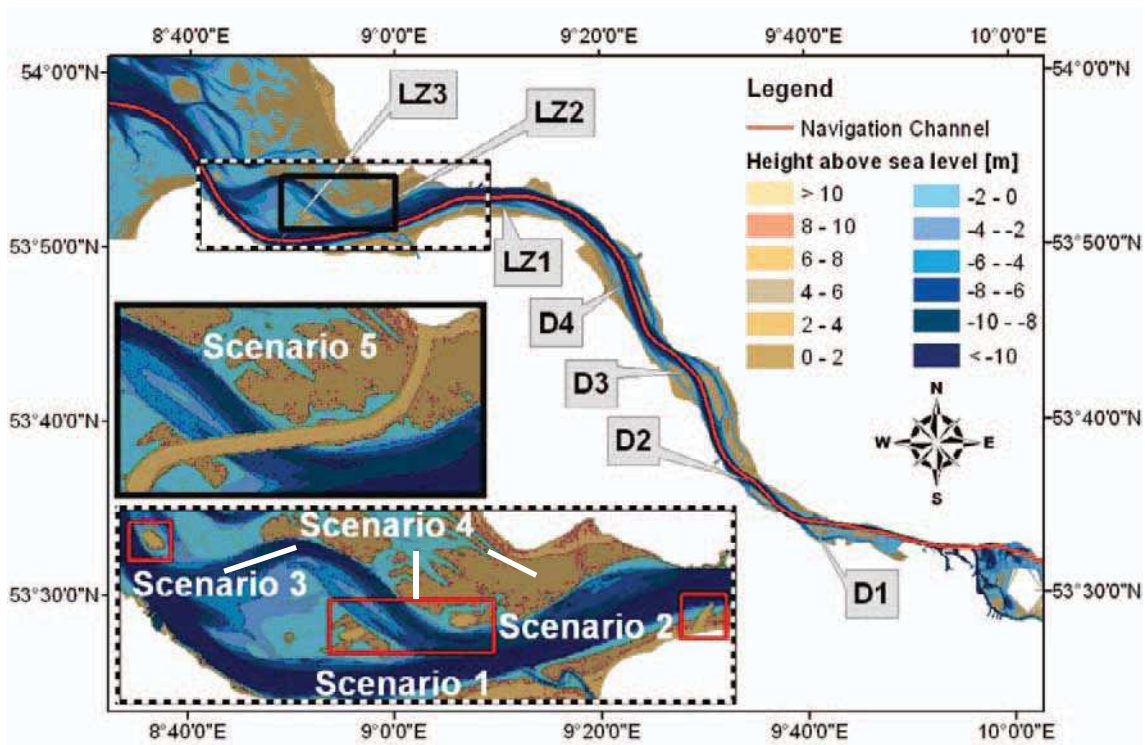 8°40'0"E 9°0'0"E 9°20'0"E 9°40'0"E 10°0'0"E
54°0'0"N 54°0'0"N
LZ3
LZ2
Legend
Navigation Channel
Height above sea level [m]
> 10 -2 - 0
8 - 10 -4 --2
6 - 8 -6 --4
4 - 6 -8 --6
2 - 4 -10 --8
0 - 2 < -10
53°50'0"N 53°50'0"N
LZ1
D4
D3
D2
D1
Scenario 5
53°40'0"N 53°40'0"N
N
W E
S
Scenario 4
Scenario 3
Scenario 2
Scenario 1
53°30'0"N 53°30'0"N
8°40'0"E 9°0'0"E 9°20'0"E 9°40'0"E 10°0'0"E